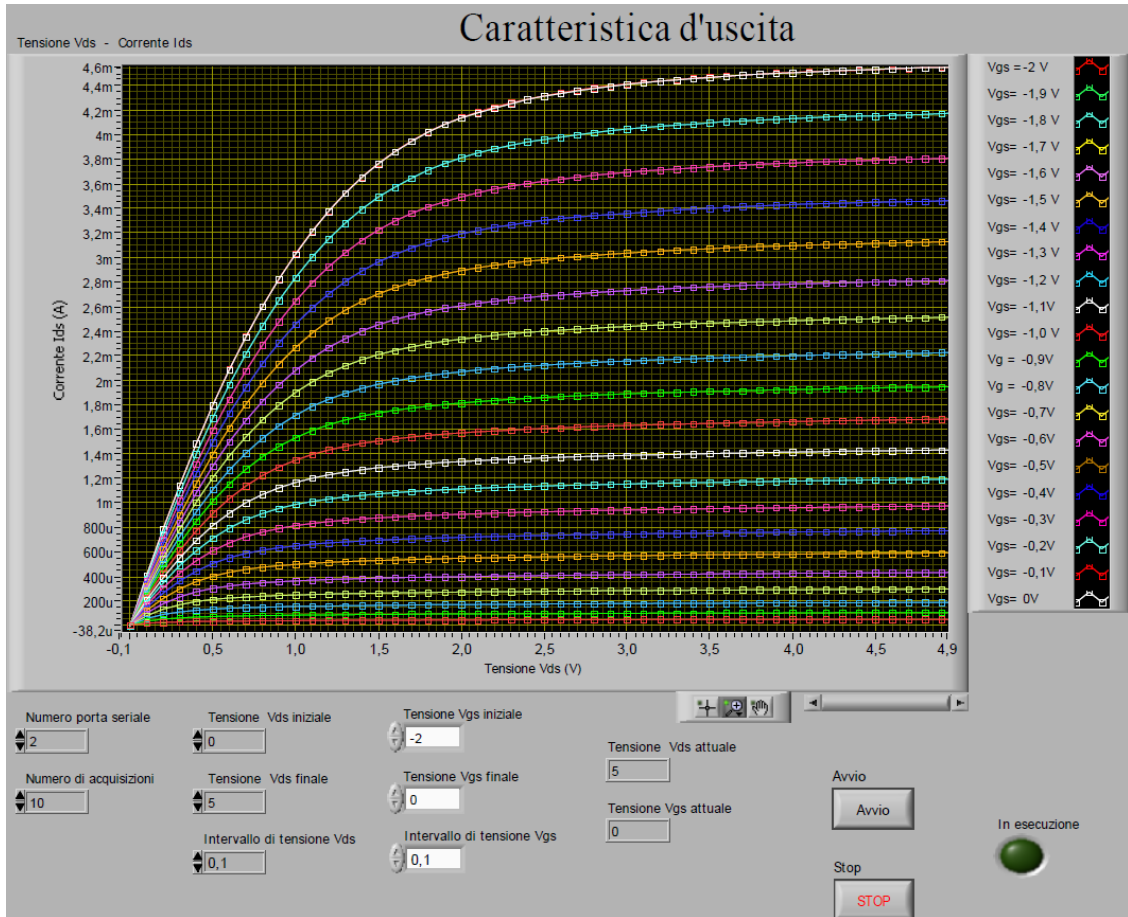 Caratteristica d'uscita
Tensione Vds - Corrente Ids
Corrente Ids (A)
4,6m
4,4m
4,2m
4m
3,8m
3,6m
3,4m
3,2m
3m
2,8m
2,6m
2,4m
2,2m
2m
1,8m
1,6m
1,4m
1,2m
1m
800u
600u
400u
200u
-38,2u
-0,1 0,5 1,0 1,5 2,0 2,5 3,0 3,5 4,0 4,5 4,9
Tensione Vds (V)
Vgs =-2 V
Vgs= -1,9 V
Vgs= -1,8 V
Vgs= -1,7 V
Vgs= -1,6 V
Vgs= -1,5 V
Vgs= -1,4 V
Vgs= -1,3 V
Vgs= -1,2 V
Vgs= -1,1V
Vgs= -1,0 V
Vg = -0,9V
Vg = -0,8V
Vgs= -0,7V
Vgs= -0,6V
Vgs= -0,5V
Vgs= -0,4V
Vgs= -0,3V
Vgs= -0,2V
Vgs= -0,1V
Vgs= 0V
Numero porta seriale
2
Numero di acquisizioni
10
Tensione Vds iniziale
0
Tensione Vds finale
5
Intervallo di tensione Vds
0,1
Tensione Vgs iniziale
-2
Tensione Vgs finale
0
Intervallo di tensione Vgs
0,1
Tensione Vds attuale
5
Tensione Vgs attuale
0
Avvio
Avvio
Stop
STOP
In esecuzione